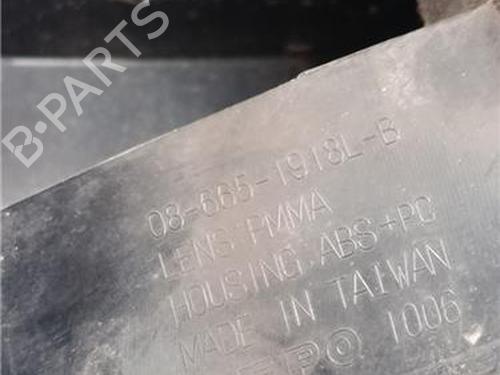 B-PARTS
08-665-1918L-B
LENS PMMA
HOUSING ABS+PC
MADE IN TAIWAN
1006